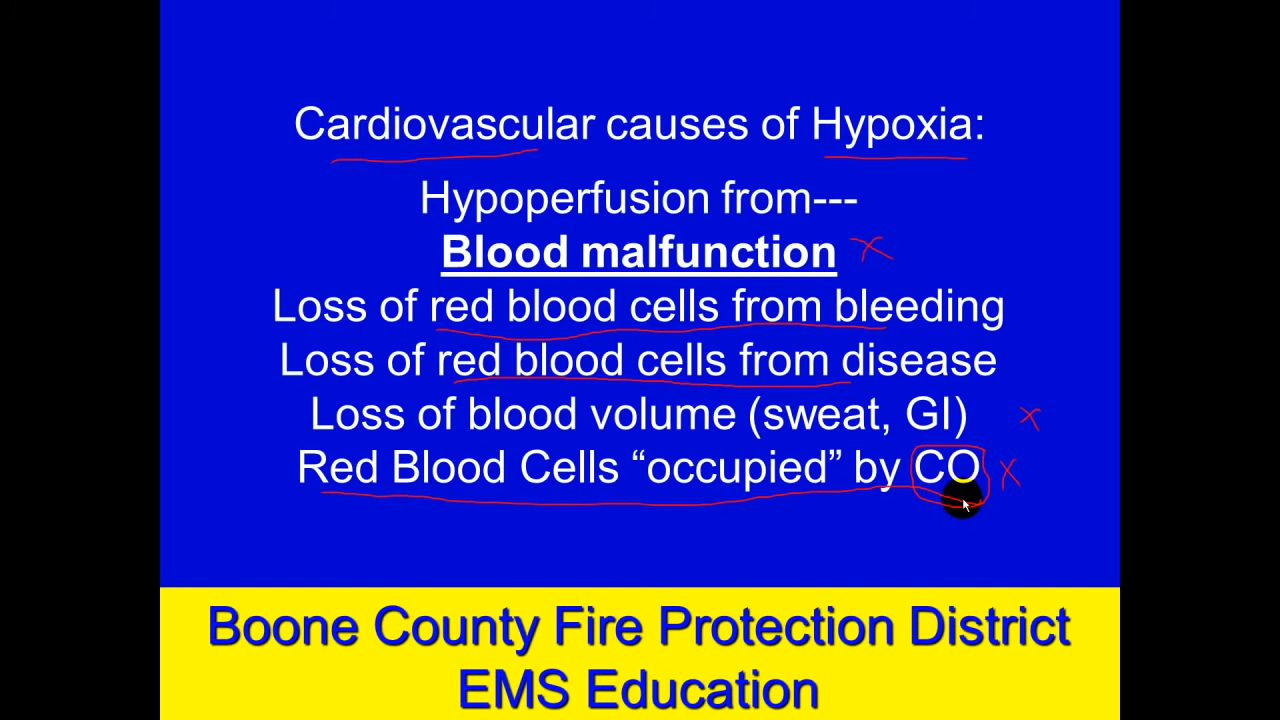 Cardiovascular causes of Hypoxia:
Hypoperfusion from---
Blood malfunction
Loss of red blood cells from bleeding
Loss of red blood cells from disease
Loss of blood volume (sweat, GI)
Red Blood Cells “occupied” by CO
Boone County Fire Protection District
EMS Education